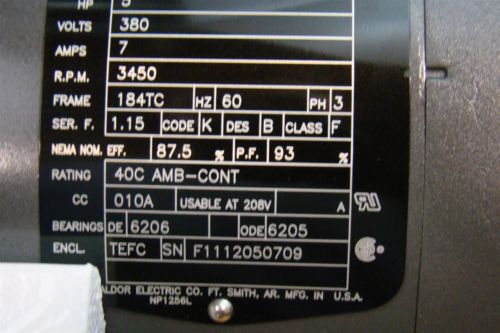 HP 5
VOLTS 380
AMPS 7
R.P.M. 3450
FRAME 184TC HZ 60 PH 3
SER. F. 1.15 CODE K DES B CLASS F
NEMA NOM. EFF. 87.5 % P.F. 93 %
RATING 40C AMB-CONT
CC 010A USABLE AT 208V A
BEARINGS DE 6206 ODE 6205
ENCL. TEFC SN F1112050709
ALDOR ELECTRIC CO. FT. SMITH, AR. MFG. IN U.S.A.
NP1256L